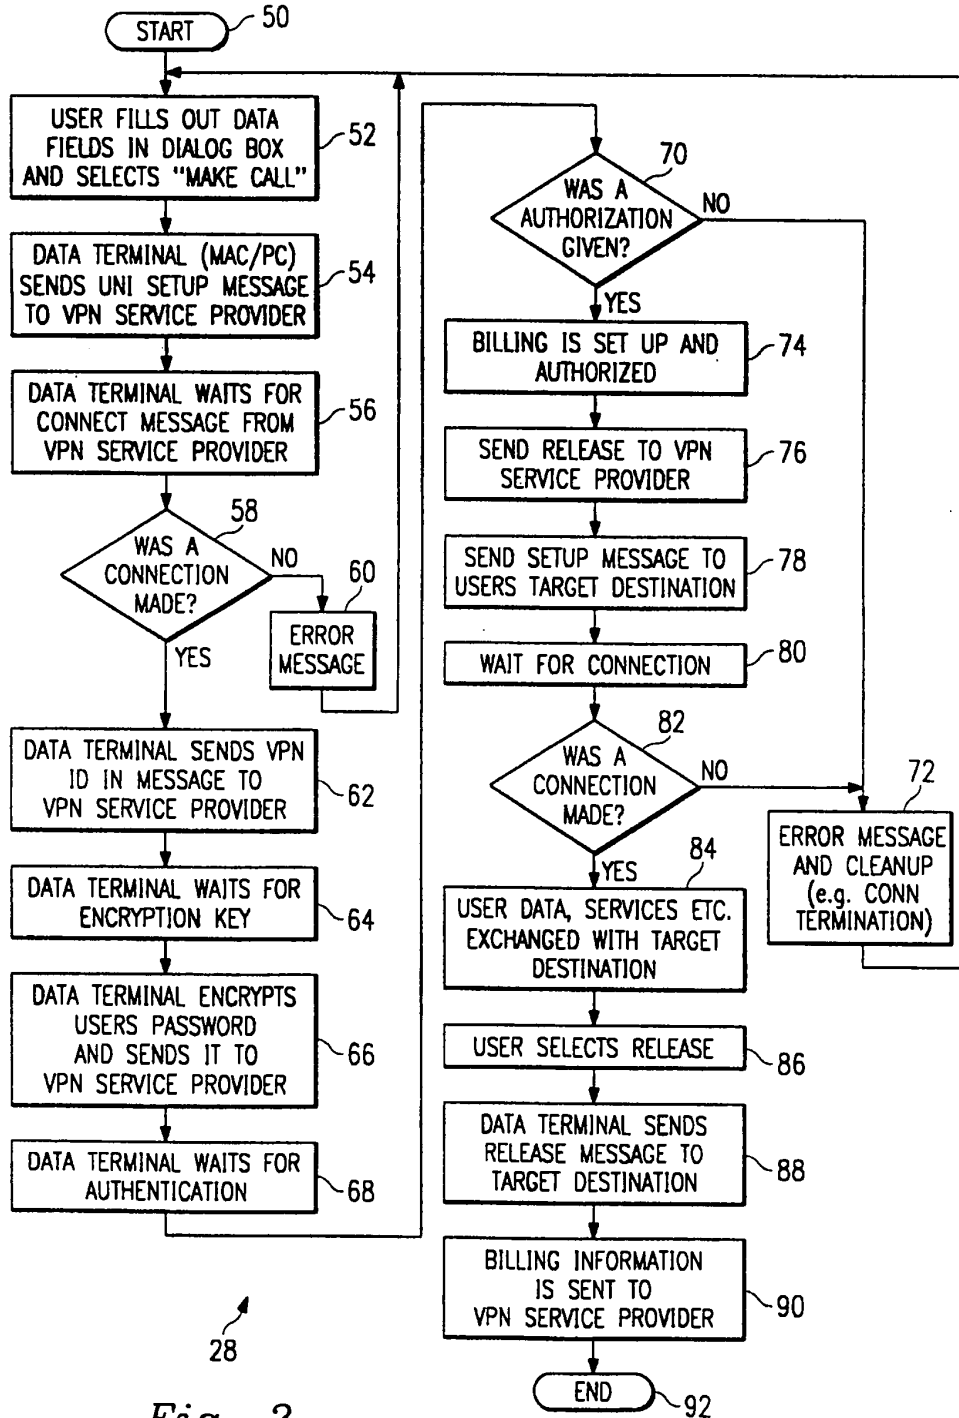 START
50
USER FILLS OUT DATA
FIELDS IN DIALOG BOX
AND SELECTS "MAKE CALL"
52
DATA TERMINAL (MAC/PC)
SENDS UNI SETUP MESSAGE
TO VPN SERVICE PROVIDER
54
DATA TERMINAL WAITS FOR
CONNECT MESSAGE FROM
VPN SERVICE PROVIDER
56
WAS A
CONNECTION
MADE?
58
NO
YES
ERROR
MESSAGE
60
DATA TERMINAL SENDS VPN
ID IN MESSAGE TO
VPN SERVICE PROVIDER
62
DATA TERMINAL WAITS FOR
ENCRYPTION KEY
64
DATA TERMINAL ENCRYPTS
USERS PASSWORD
AND SENDS IT TO
VPN SERVICE PROVIDER
66
DATA TERMINAL WAITS FOR
AUTHENTICATION
68
WAS A
AUTHORIZATION
GIVEN?
70
NO
YES
BILLING IS SET UP AND
AUTHORIZED
74
SEND RELEASE TO VPN
SERVICE PROVIDER
76
SEND SETUP MESSAGE TO
USERS TARGET DESTINATION
78
WAIT FOR CONNECTION
80
WAS A
CONNECTION
MADE?
82
NO
YES
ERROR MESSAGE
AND CLEANUP
(e.g. CONN
TERMINATION)
72
USER DATA, SERVICES ETC.
EXCHANGED WITH TARGET
DESTINATION
84
USER SELECTS RELEASE
86
DATA TERMINAL SENDS
RELEASE MESSAGE TO
TARGET DESTINATION
88
BILLING INFORMATION
IS SENT TO
VPN SERVICE PROVIDER
90
END
92
28
Fig. 2